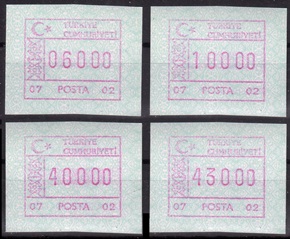 TÜRKİYE
CUMHURİYETİ
06000
07 POSTA 02
TÜRKİYE
CUMHURİYETİ
10000
07 POSTA 02
TÜRKİYE
CUMHURİYETİ
40000
07 POSTA 02
TÜRKİYE
CUMHURİYETİ
43000
07 POSTA 02